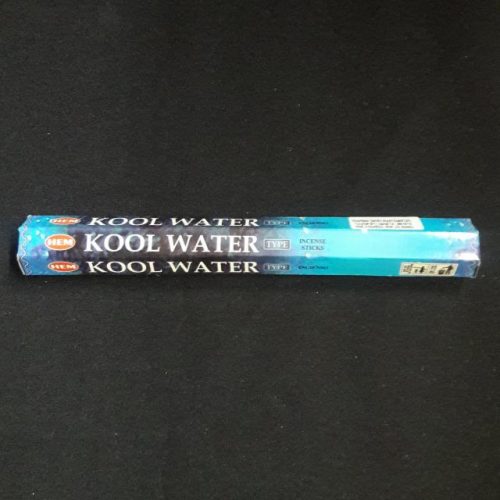 HEM KOOL WATER TYPE
HEM KOOL WATER TYPE INCENSE
STICKS
HEM KOOL WATER TYPE